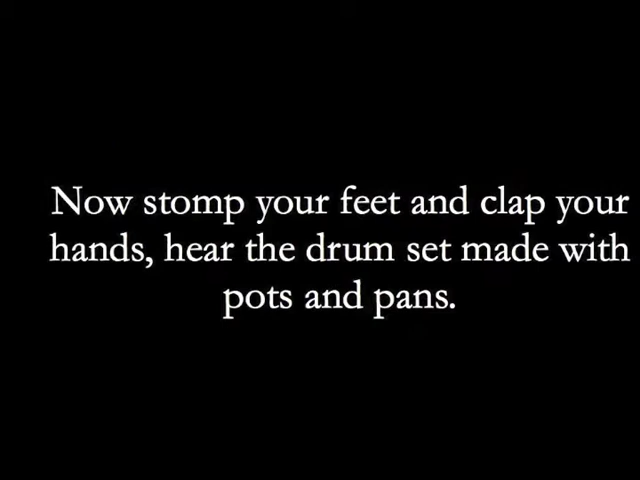 Now stomp your feet and clap your
hands, hear the drum set made with
pots and pans.